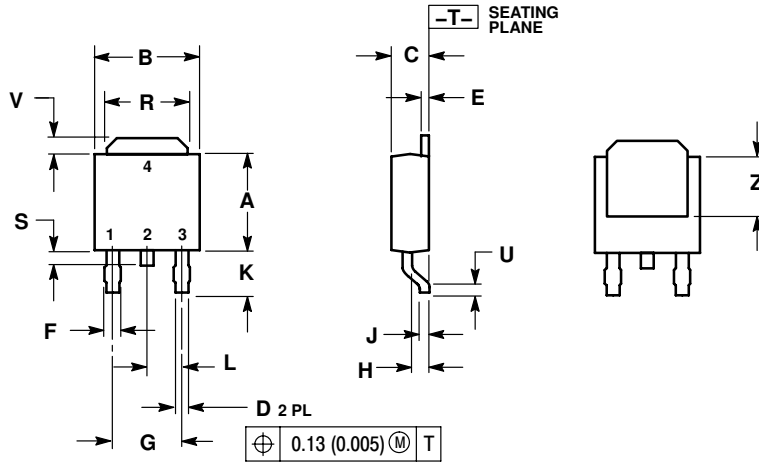 –T– SEATING
PLANE
B
C
V
R
E
4
Z
A
S
1 2 3
U
K
F
J
L
H
D 2 PL
G
⌖ 0.13 (0.005) Ⓜ T